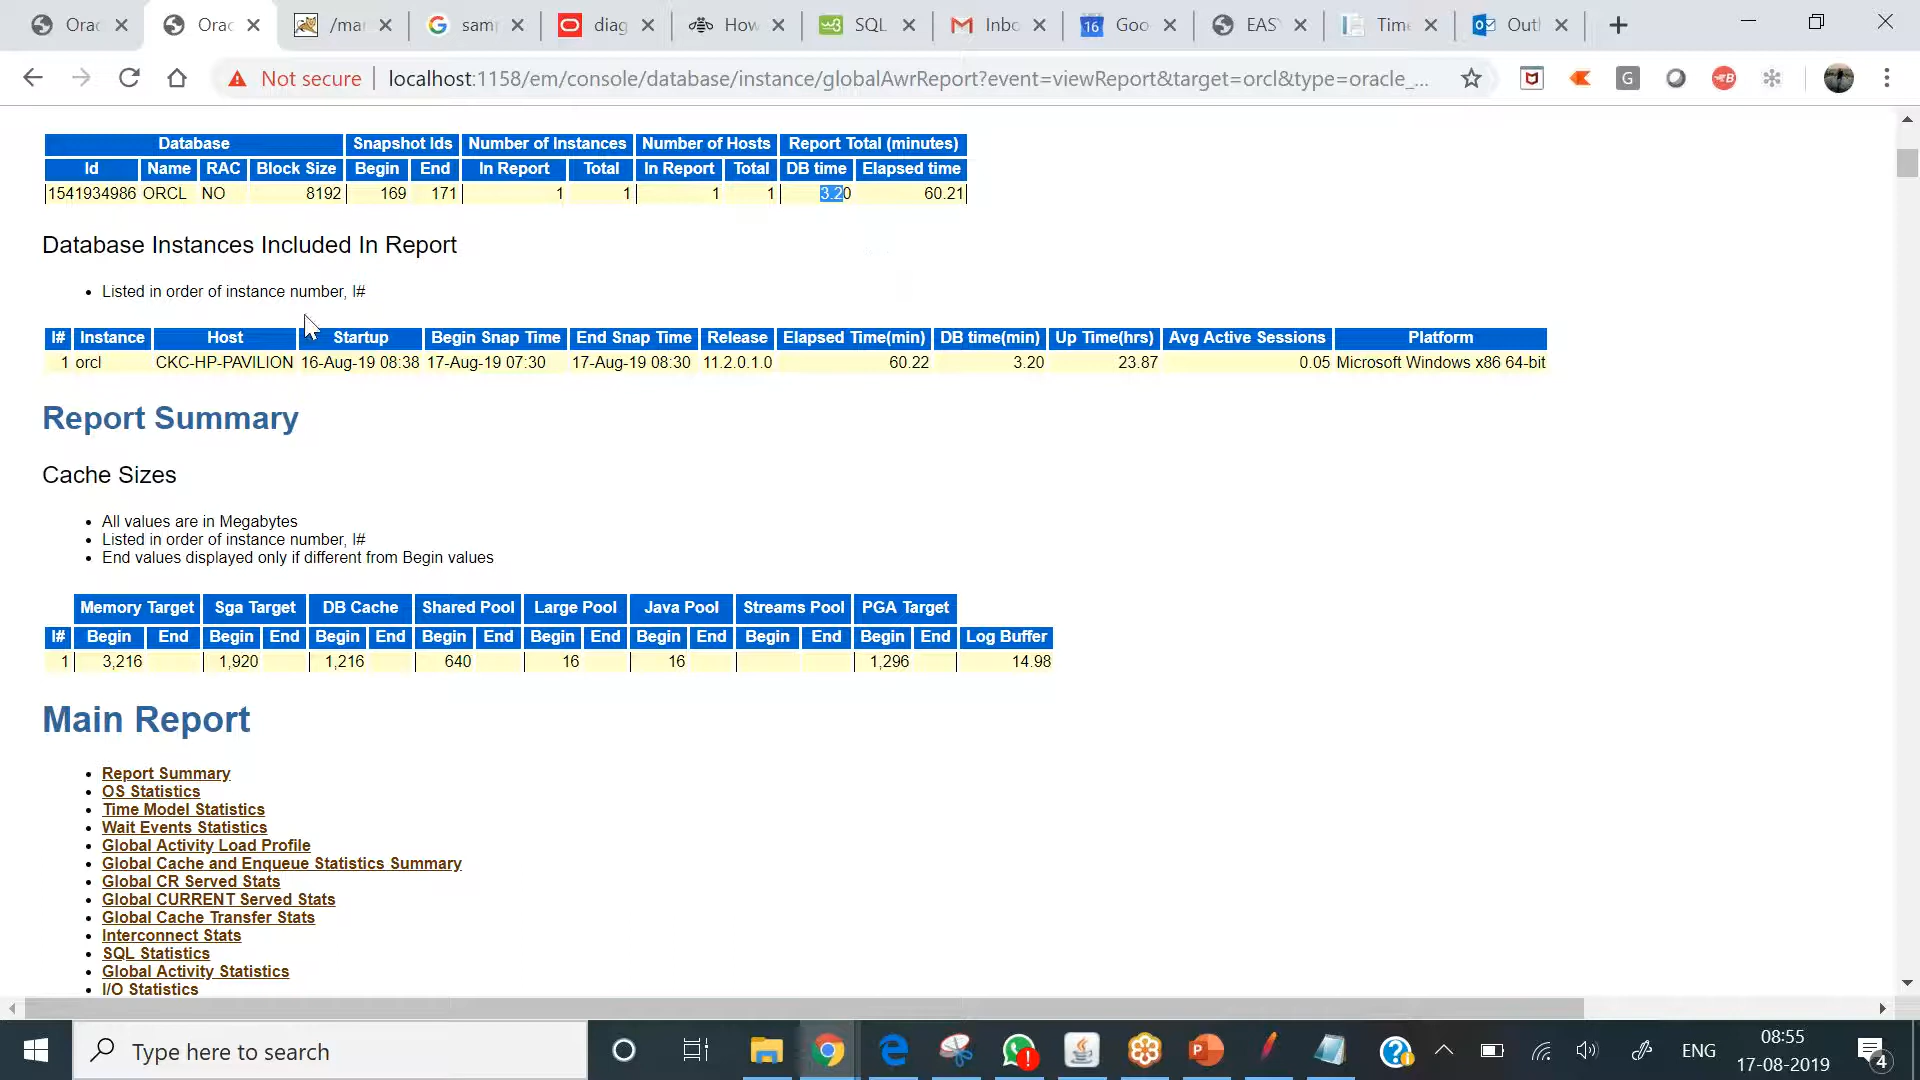 Orac
Orac
/mar
sam
diag
How
SQL
Inbo
16
Goo
EASY
Time
Outl
Not secure
localhost:1158/em/console/database/instance/globalAwrReport?event=viewReport&target=orcl&type=oracle_...
Database Snapshot Ids Number of Instances Number of Hosts Report Total (minutes)
Id Name RAC Block Size Begin End In Report Total In Report Total DB time Elapsed time
1541934986 ORCL NO 8192 169 171 1 1 1 1 3.20 60.21
Database Instances Included In Report
• Listed in order of instance number, I#
I# Instance Host Startup Begin Snap Time End Snap Time Release Elapsed Time(min) DB time(min) Up Time(hrs) Avg Active Sessions Platform
1 orcl CKC-HP-PAVILION 16-Aug-19 08:38 17-Aug-19 07:30 17-Aug-19 08:30 11.2.0.1.0 60.22 3.20 23.87 0.05 Microsoft Windows x86 64-bit
Report Summary
Cache Sizes
• All values are in Megabytes
• Listed in order of instance number, I#
• End values displayed only if different from Begin values
Memory Target Sga Target DB Cache Shared Pool Large Pool Java Pool Streams Pool PGA Target
I# Begin End Begin End Begin End Begin End Begin End Begin End Begin End Begin End Log Buffer
1 3,216 1,920 1,216 640 16 16 1,296 14.98
Main Report
• Report Summary
• OS Statistics
• Time Model Statistics
• Wait Events Statistics
• Global Activity Load Profile
• Global Cache and Enqueue Statistics Summary
• Global CR Served Stats
• Global CURRENT Served Stats
• Global Cache Transfer Stats
• Interconnect Stats
• SQL Statistics
• Global Activity Statistics
• I/O Statistics
Type here to search
ENG
08:55
17-08-2019
4